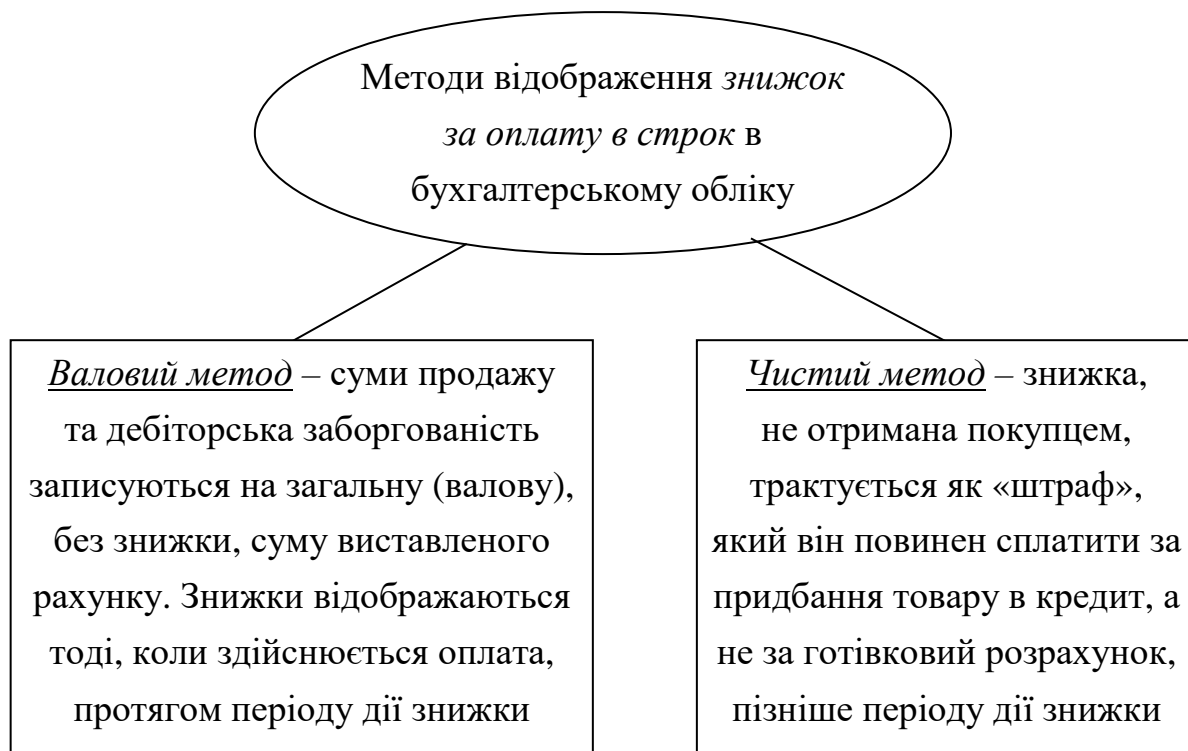 Методи відображення знижок
за оплату в строк в
бухгалтерському обліку
Валовий метод – суми продажу
та дебіторська заборгованість
записуються на загальну (валову),
без знижки, суму виставленого
рахунку. Знижки відображаються
тоді, коли здійснюється оплата,
протягом періоду дії знижки
Чистий метод – знижка,
не отримана покупцем,
трактується як «штраф»,
який він повинен сплатити за
придбання товару в кредит, а
не за готівковий розрахунок,
пізніше періоду дії знижки